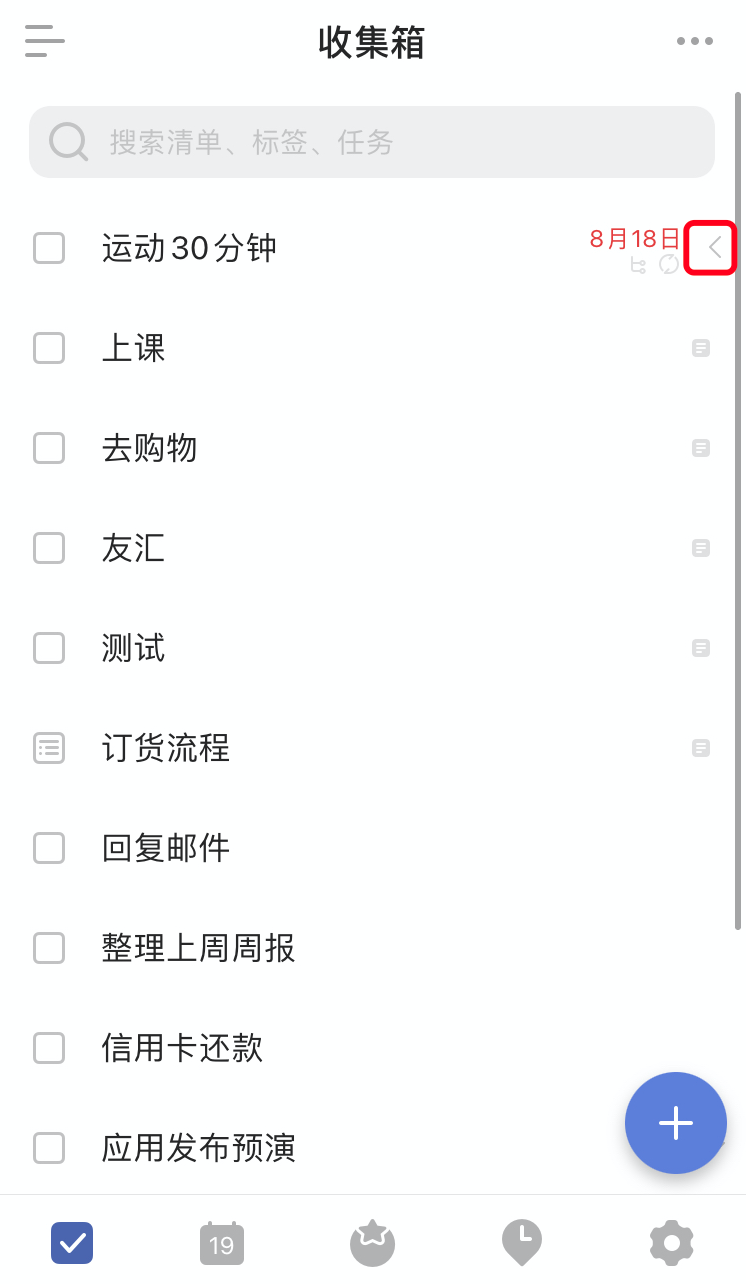 收集箱
搜索清单、标签、任务
运动30分钟
8月18日
上课
去购物
友汇
测试
订货流程
回复邮件
整理上周周报
信用卡还款
应用发布预演
19